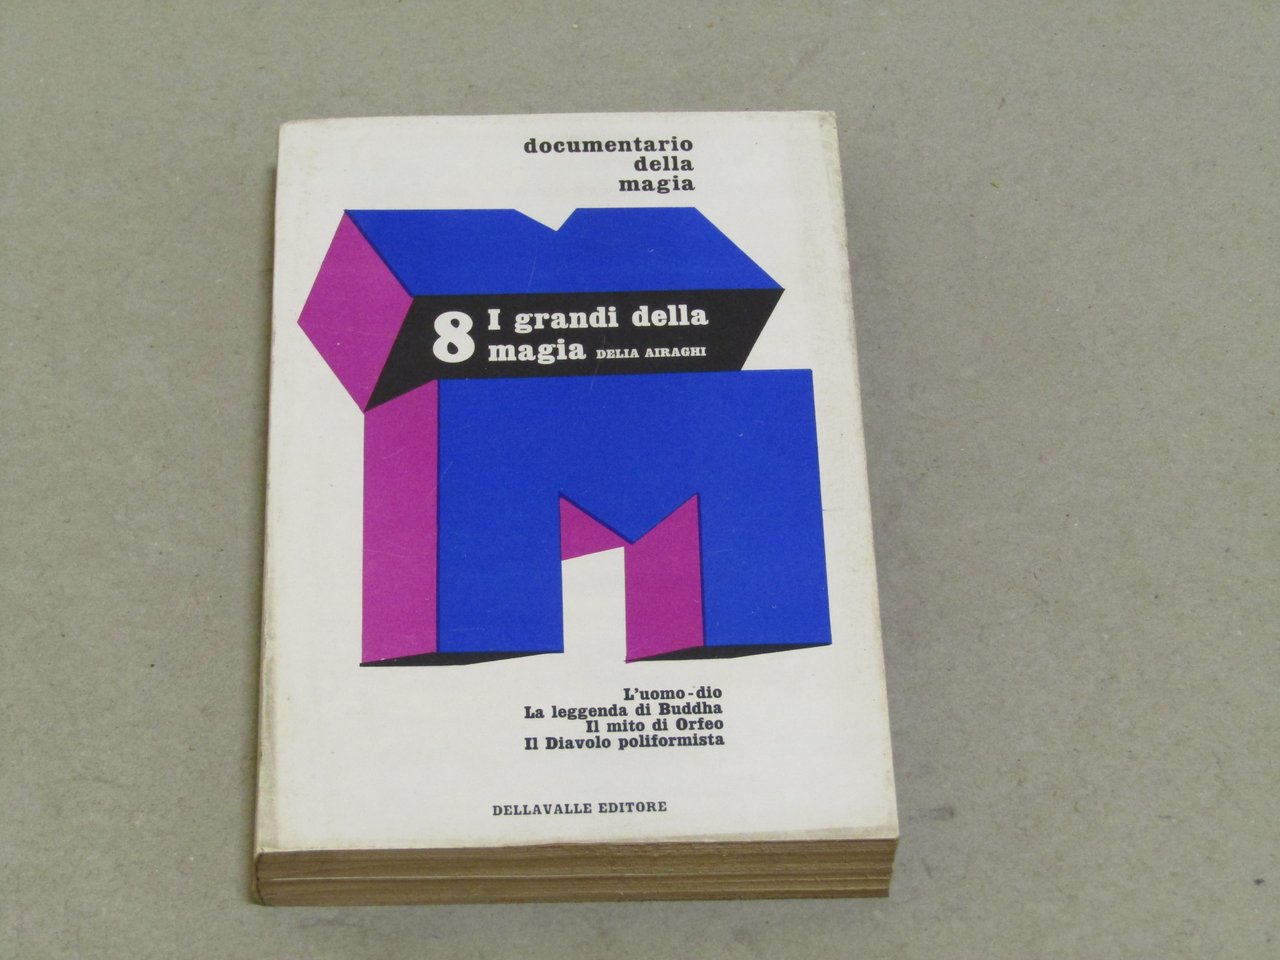 documentario
della
magia
8 I grandi della
magia DELIA AIRAGHI
L'uomo-dio
La leggenda di Buddha
Il mito di Orfeo
Il Diavolo poliformista
DELLAVALLE EDITORE